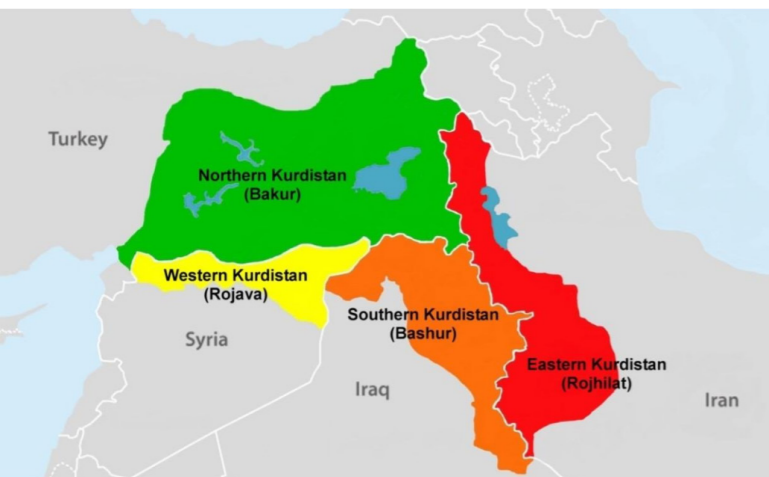 Turkey
Northern Kurdistan
(Bakur)
Western Kurdistan
(Rojava)
Southern Kurdistan
(Bashur)
Syria
Eastern Kurdistan
(Rojhilat)
Iraq
Iran